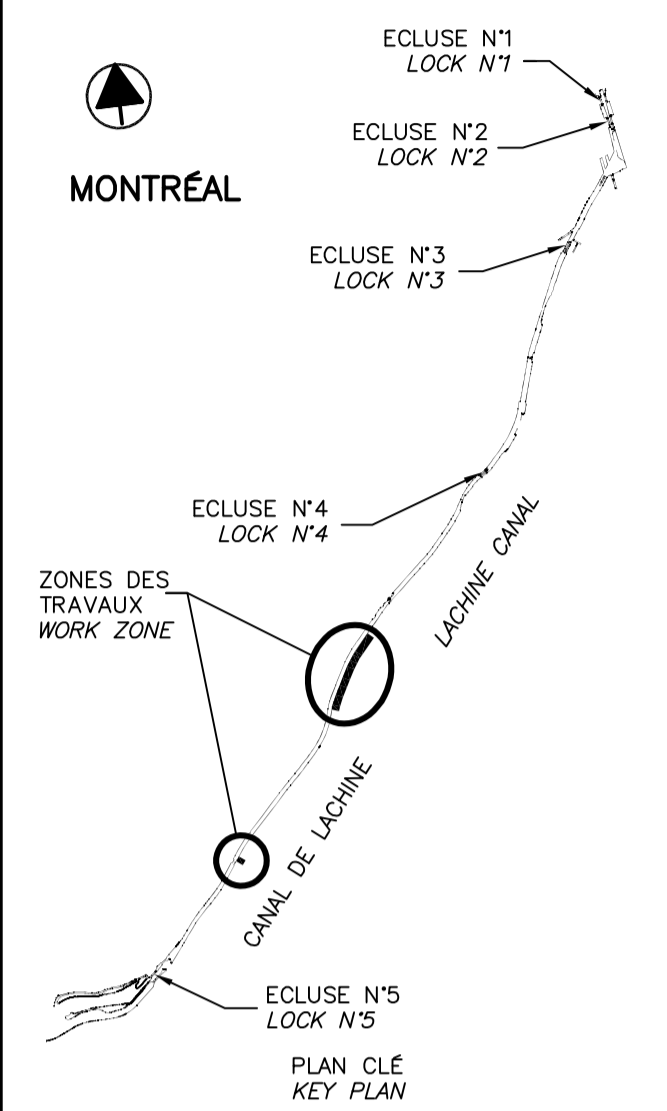 ECLUSE N°1
LOCK N°1
ECLUSE N°2
LOCK N°2
MONTRÉAL
ECLUSE N°3
LOCK N°3
ECLUSE N°4
LOCK N°4
LACHINE CANAL
ZONES DES
TRAVAUX
WORK ZONE
CANAL DE LACHINE
ECLUSE N°5
LOCK N°5
PLAN CLÉ
KEY PLAN